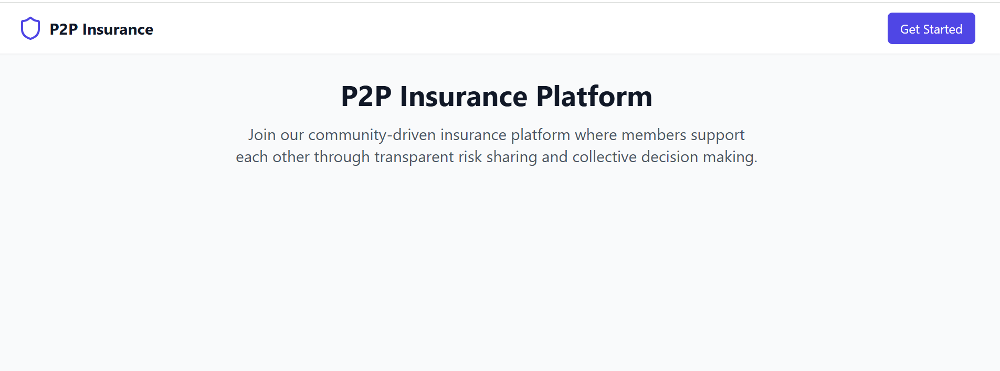 P2P Insurance
Get Started
P2P Insurance Platform
Join our community-driven insurance platform where members support
each other through transparent risk sharing and collective decision making.